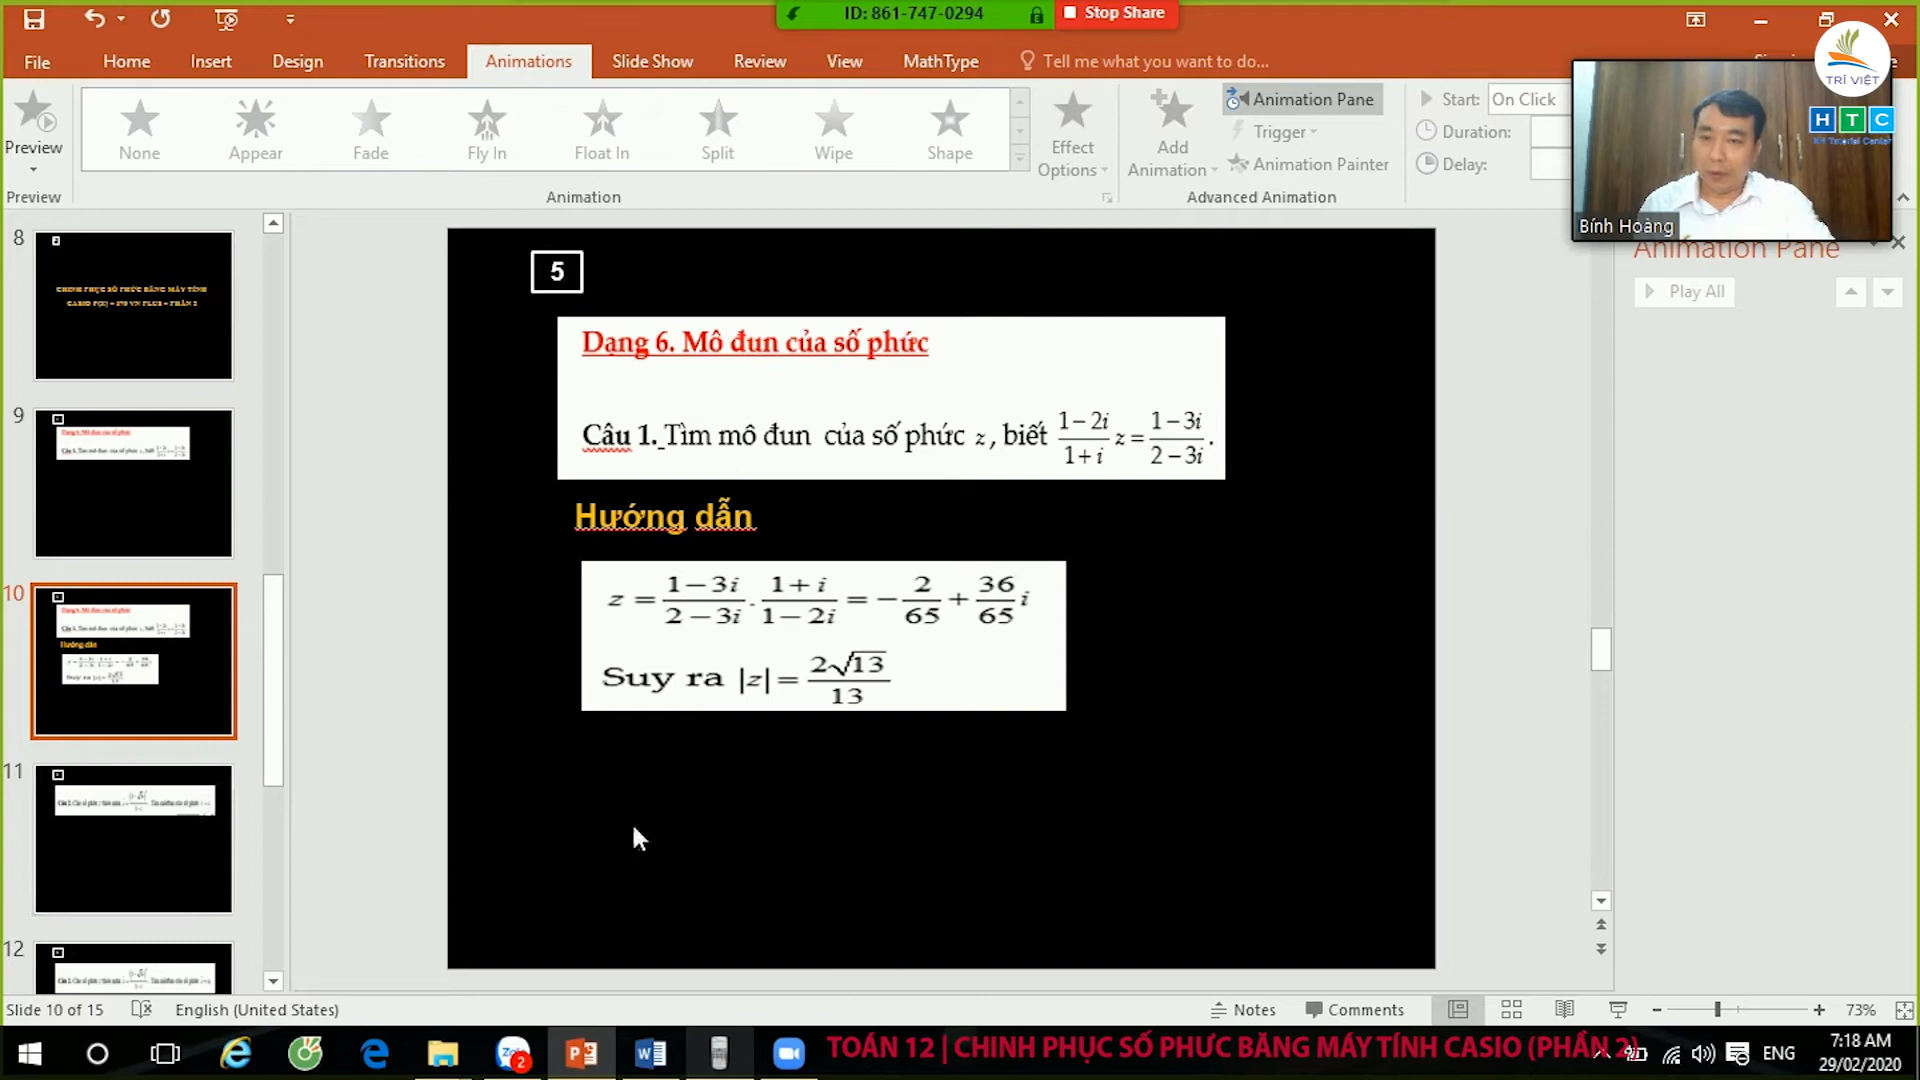 ID: 861-747-0294
Stop Share
File
Home
Insert
Design
Transitions
Animations
Slide Show
Review
View
MathType
Tell me what you want to do...
Preview
None
Appear
Fade
Fly In
Float In
Split
Wipe
Shape
Effect Options
Add Animation
Animation Pane
Trigger
Animation Painter
Start: On Click
Duration:
Delay:
Preview
Animation
Advanced Animation
TRÍ VIỆT
H T C
Bính Hoàng
Animation Pane
Play All
8
9
10
11
12
5
Dạng 6. Mô đun của số phức
Câu 1. Tìm mô đun của số phức z, biết (1-2i)/(1+i) z = (1-3i)/(2-3i).
Hướng dẫn
z = (1-3i)/(2-3i) . (1+i)/(1-2i) = -2/65 + 36/65 i
Suy ra |z| = 2√13/13
Slide 10 of 15
English (United States)
Notes
Comments
73%
TOÁN 12 | CHINH PHỤC SỐ PHỨC BẰNG MÁY TÍNH CASIO (PHẦN 2)
ENG
7:18 AM
29/02/2020